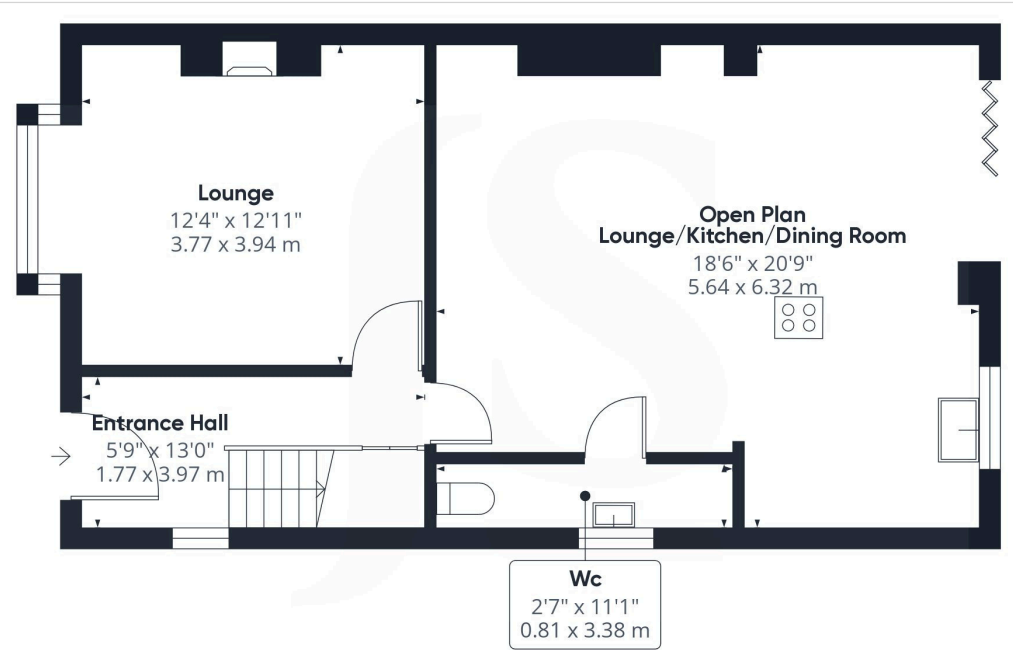 Lounge
12'4" x 12'11"
3.77 x 3.94 m
Open Plan
Lounge/Kitchen/Dining Room
18'6" x 20'9"
5.64 x 6.32 m
Entrance Hall
5'9" x 13'0"
1.77 x 3.97 m
Wc
2'7" x 11'1"
0.81 x 3.38 m
JS